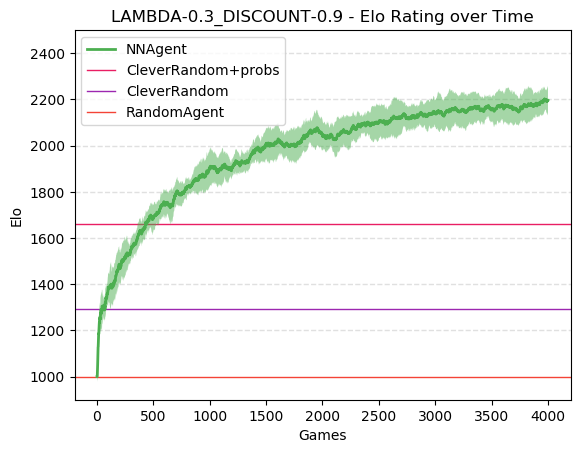 LAMBDA-0.3_DISCOUNT-0.9 - Elo Rating over Time
NNAgent
CleverRandom+probs
CleverRandom
RandomAgent
Elo
2400
2200
2000
1800
1600
1400
1200
1000
0 500 1000 1500 2000 2500 3000 3500 4000
Games